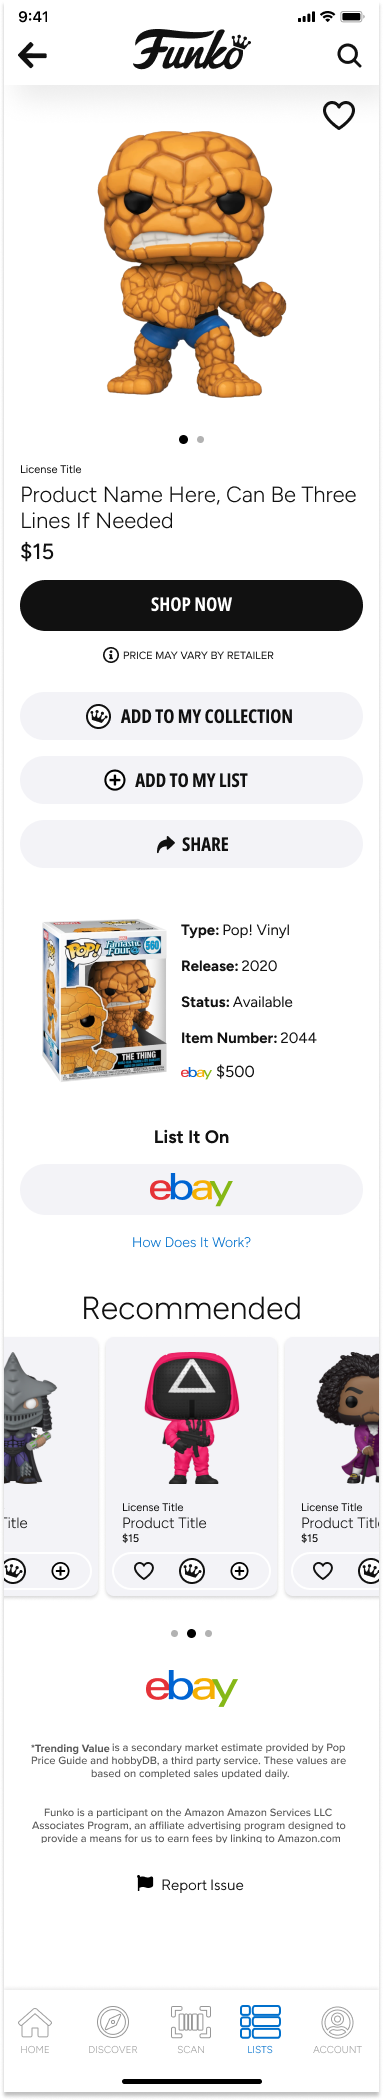 9:41
Funko
License Title
Product Name Here, Can Be Three
Lines If Needed
$15
SHOP NOW
PRICE MAY VARY BY RETAILER
ADD TO MY COLLECTION
ADD TO MY LIST
SHARE
POP!
FANTASTIC
FOUR
560
THE THING
Type: Pop! Vinyl
Release: 2020
Status: Available
Item Number: 2044
ebay $500
List It On
ebay
How Does It Work?
Recommended
Title
License Title
Product Title
$15
License Title
Product Titl
$15
ebay
*Trending Value is a secondary market estimate provided by Pop
Price Guide and hobbyDB, a third party service. These values are
based on completed sales updated daily.
Funko is a participant on the Amazon Amazon Services LLC
Associates Program, an affiliate advertising program designed to
provide a means for us to earn fees by linking to Amazon.com
Report Issue
HOME
DISCOVER
SCAN
LISTS
ACCOUNT